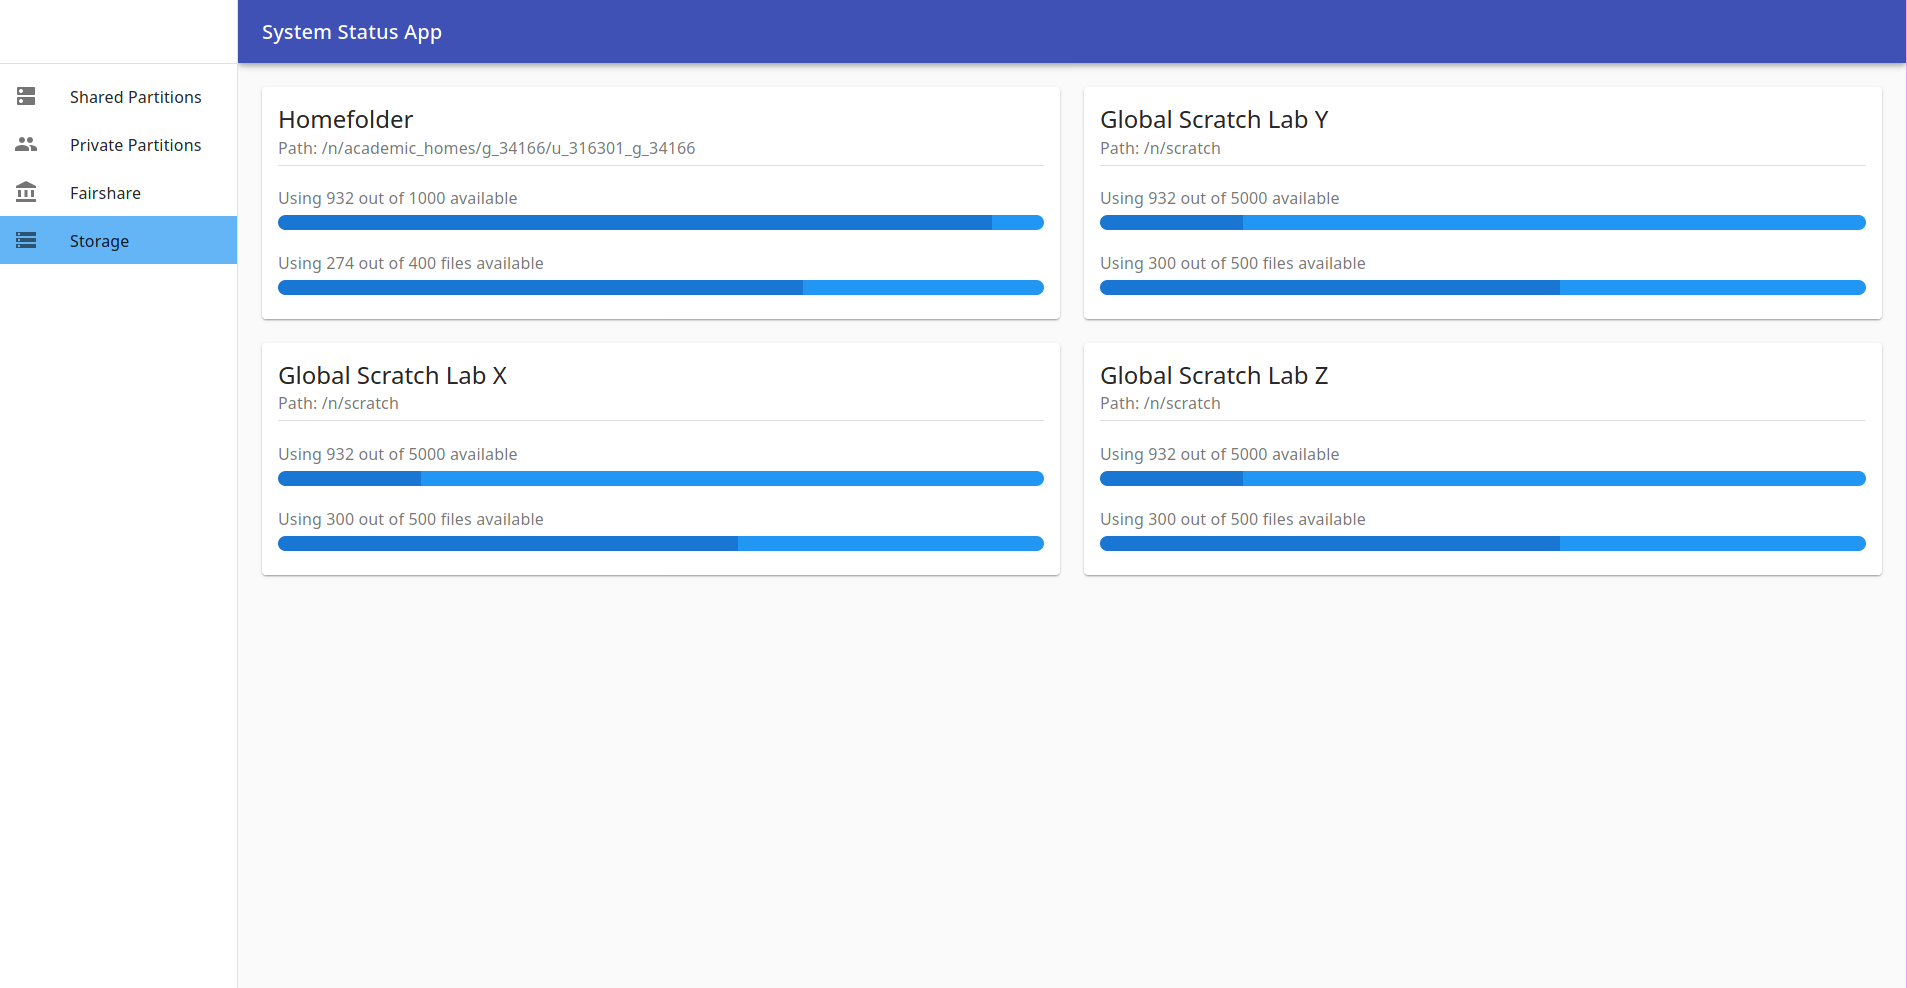 System Status App
Shared Partitions
Private Partitions
Fairshare
Storage
Homefolder
Path: /n/academic_homes/g_34166/u_316301_g_34166
Using 932 out of 1000 available
Using 274 out of 400 files available
Global Scratch Lab Y
Path: /n/scratch
Using 932 out of 5000 available
Using 300 out of 500 files available
Global Scratch Lab X
Path: /n/scratch
Using 932 out of 5000 available
Using 300 out of 500 files available
Global Scratch Lab Z
Path: /n/scratch
Using 932 out of 5000 available
Using 300 out of 500 files available